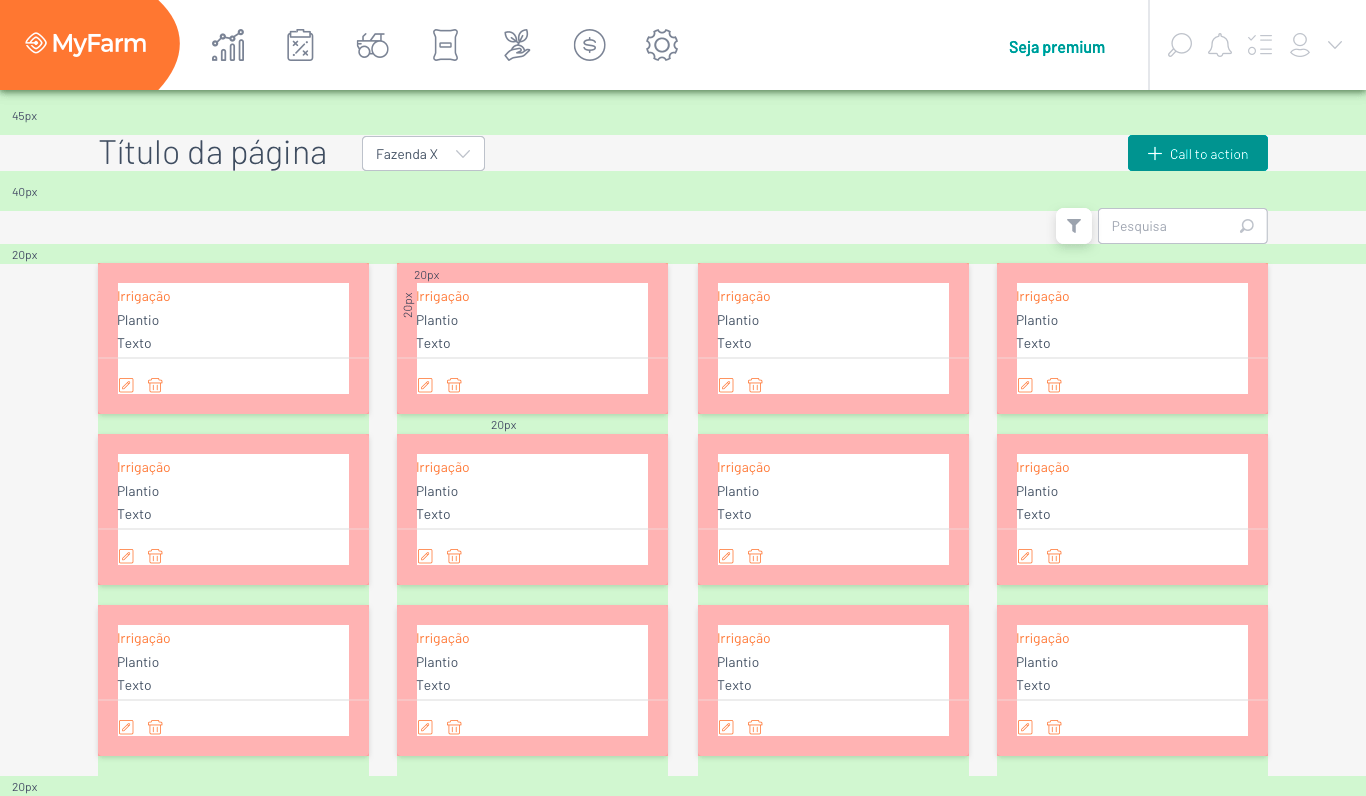 MyFarm
Seja premium
45px
Título da página
Fazenda X
Call to action
40px
Pesquisa
20px
20px
20px
Irrigação Irrigação Irrigação Irrigação
Plantio Plantio Plantio Plantio
Texto Texto Texto Texto
20px
Irrigação Irrigação Irrigação Irrigação
Plantio Plantio Plantio Plantio
Texto Texto Texto Texto
Irrigação Irrigação Irrigação Irrigação
Plantio Plantio Plantio Plantio
Texto Texto Texto Texto
20px